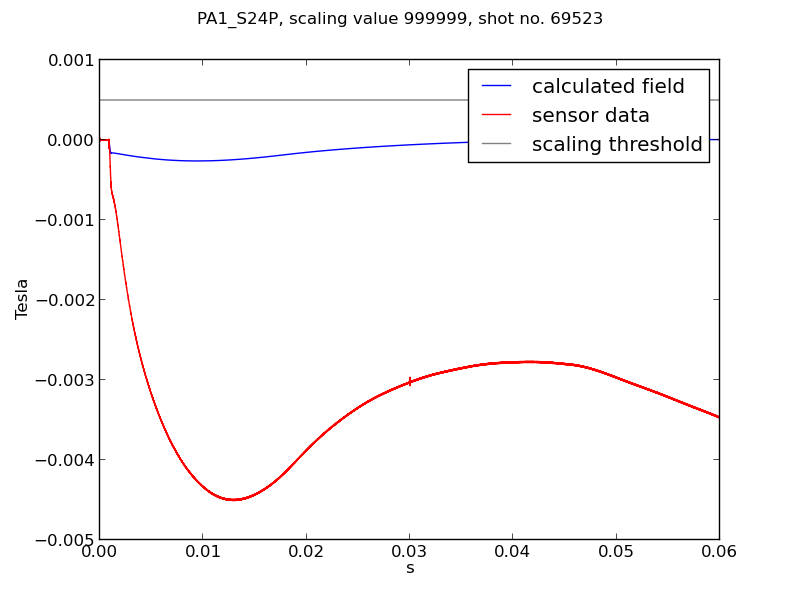 PA1_S24P, scaling value 999999, shot no. 69523
calculated field
sensor data
scaling threshold
0.001
0.000
−0.001
−0.002
−0.003
−0.004
−0.005
Tesla
0.00 0.01 0.02 0.03 0.04 0.05 0.06
s